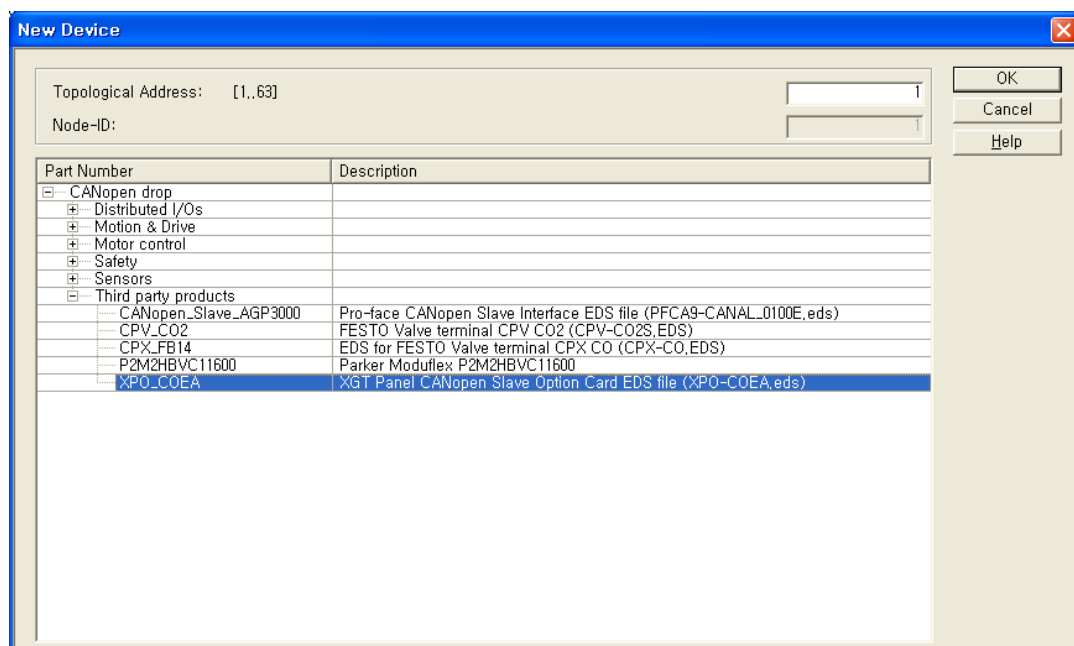 New Device
Topological Address: [1..63] 1
OK
Cancel
Node-ID: 1
Help
Part Number Description
CANopen drop
Distributed I/Os
Motion & Drive
Motor control
Safety
Sensors
Third party products
CANopen_Slave_AGP3000 Pro-face CANopen Slave Interface EDS file (PFCA9-CANAL_0100E.eds)
CPV_CO2 FESTO Valve terminal CPV CO2 (CPV-CO2S.EDS)
CPX_FB14 EDS for FESTO Valve terminal CPX CO (CPX-CO.EDS)
P2M2HBVC11600 Parker Moduflex P2M2HBVC11600
XPO_COEA XGT Panel CANopen Slave Option Card EDS file (XPO-COEA.eds)